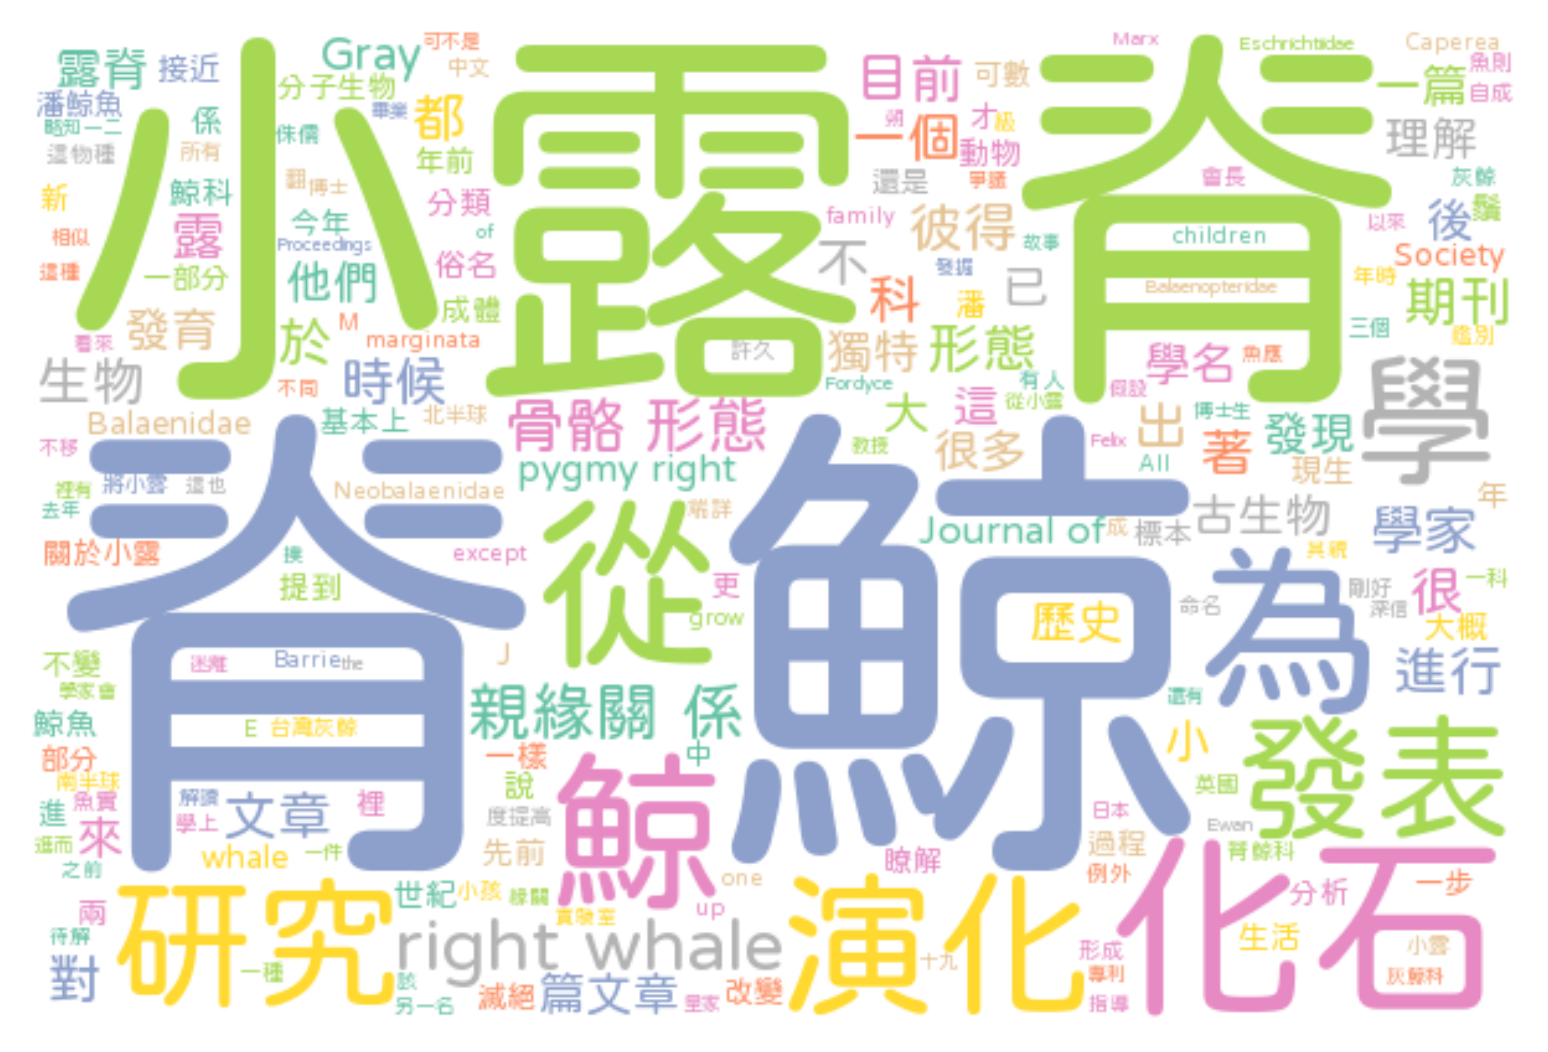 小露脊
脊鯨
露脊
接近
Gray
可不是
中文
分子生物
潘鯨魚
略知一二
係
侏儒
畢業
都
年前
這物種
所有
新
鯨科
翻
博士
露
今年
分類
of
相似
這種
一部分
Proceedings
他們
俗名
成體
發育
於
M
marginata
看來
生物
不同
時候
目前
可數
Marx
Eschrichtiidae
Caperea
一篇
魚則
自成
一個
才
級
動物
理解
還是
爭議
會長
灰鯨
鬚
family
彼得
故事
children
以來
後
不
發掘
Society
科
潘
已
Balaenopteridae
年時
期刊
許久
獨特
形態
三個
鑑別
學名
魚應
Fordyce
有人
從小露
假設
學
Balaenidae
基本上
北半球
骨骼 形態
大
這
出
博士生
發現
不移
教授
很多
Felix
All
著
現生
將小露
這也
裡有
去年
Neobalaenidae
pygmy right
端詳
Journal of
成
標本
古生物
年
學家
關於小露
except
從
提到
更
grow
歷史
命名
為
剛好
深信
很
一科
大概
不變
學家會
迷離
Barrie
the
J
進行
鯨魚
E
台灣灰鯨
親緣關 係
還有
部分
南半球
一樣
中
小
發表
進
魚實
解讀
學上
文章
裡
說
度提高
鯨
英國
日本
Ewan
來
進而
之前
whale
一件
先前
瞭解
過程
例外
脊鯨科
研究
世紀
小孩
緣關
one
實驗室
up
演化
化石
分析
一步
兩
待解
對
一種
right whale
十九
形成
生活
小露
專利
灰鯨科
該
另一名
滅絕
篇文章
皇家
改變
指導